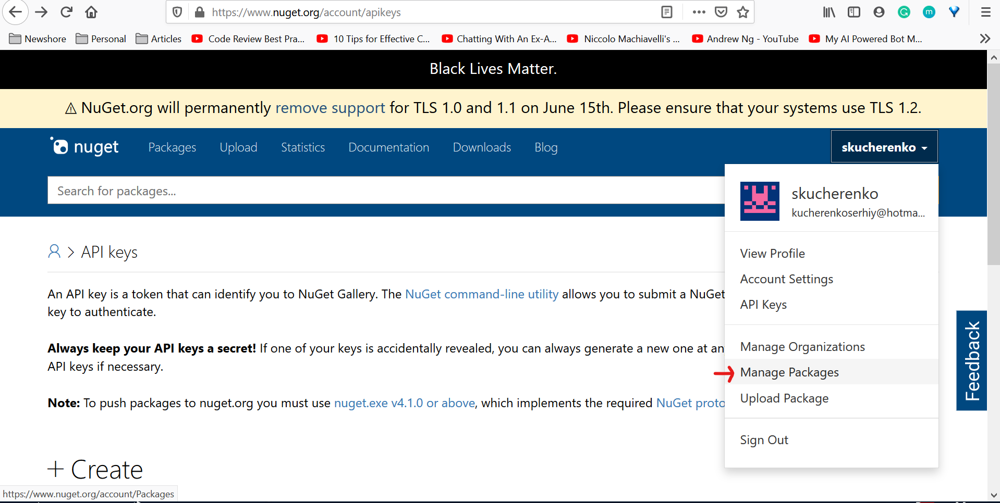 https://www.nuget.org/account/apikeys
Newshore Personal Articles Code Review Best Pra... 10 Tips for Effective C... Chatting With An Ex-A... Niccolo Machiavelli's ... Andrew Ng - YouTube My AI Powered Bot M...
Black Lives Matter.
⚠ NuGet.org will permanently remove support for TLS 1.0 and 1.1 on June 15th. Please ensure that your systems use TLS 1.2.
nuget Packages Upload Statistics Documentation Downloads Blog skucherenko
Search for packages...
skucherenko
kucherenkoserhiy@hotma...
View Profile
Account Settings
API Keys
Manage Organizations
Manage Packages
Upload Package
Sign Out
> API keys
An API key is a token that can identify you to NuGet Gallery. The NuGet command-line utility allows you to submit a NuGet
key to authenticate.
Always keep your API keys a secret! If one of your keys is accidentally revealed, you can always generate a new one at an
API keys if necessary.
Note: To push packages to nuget.org you must use nuget.exe v4.1.0 or above, which implements the required NuGet proto
+ Create
Feedback
https://www.nuget.org/account/Packages